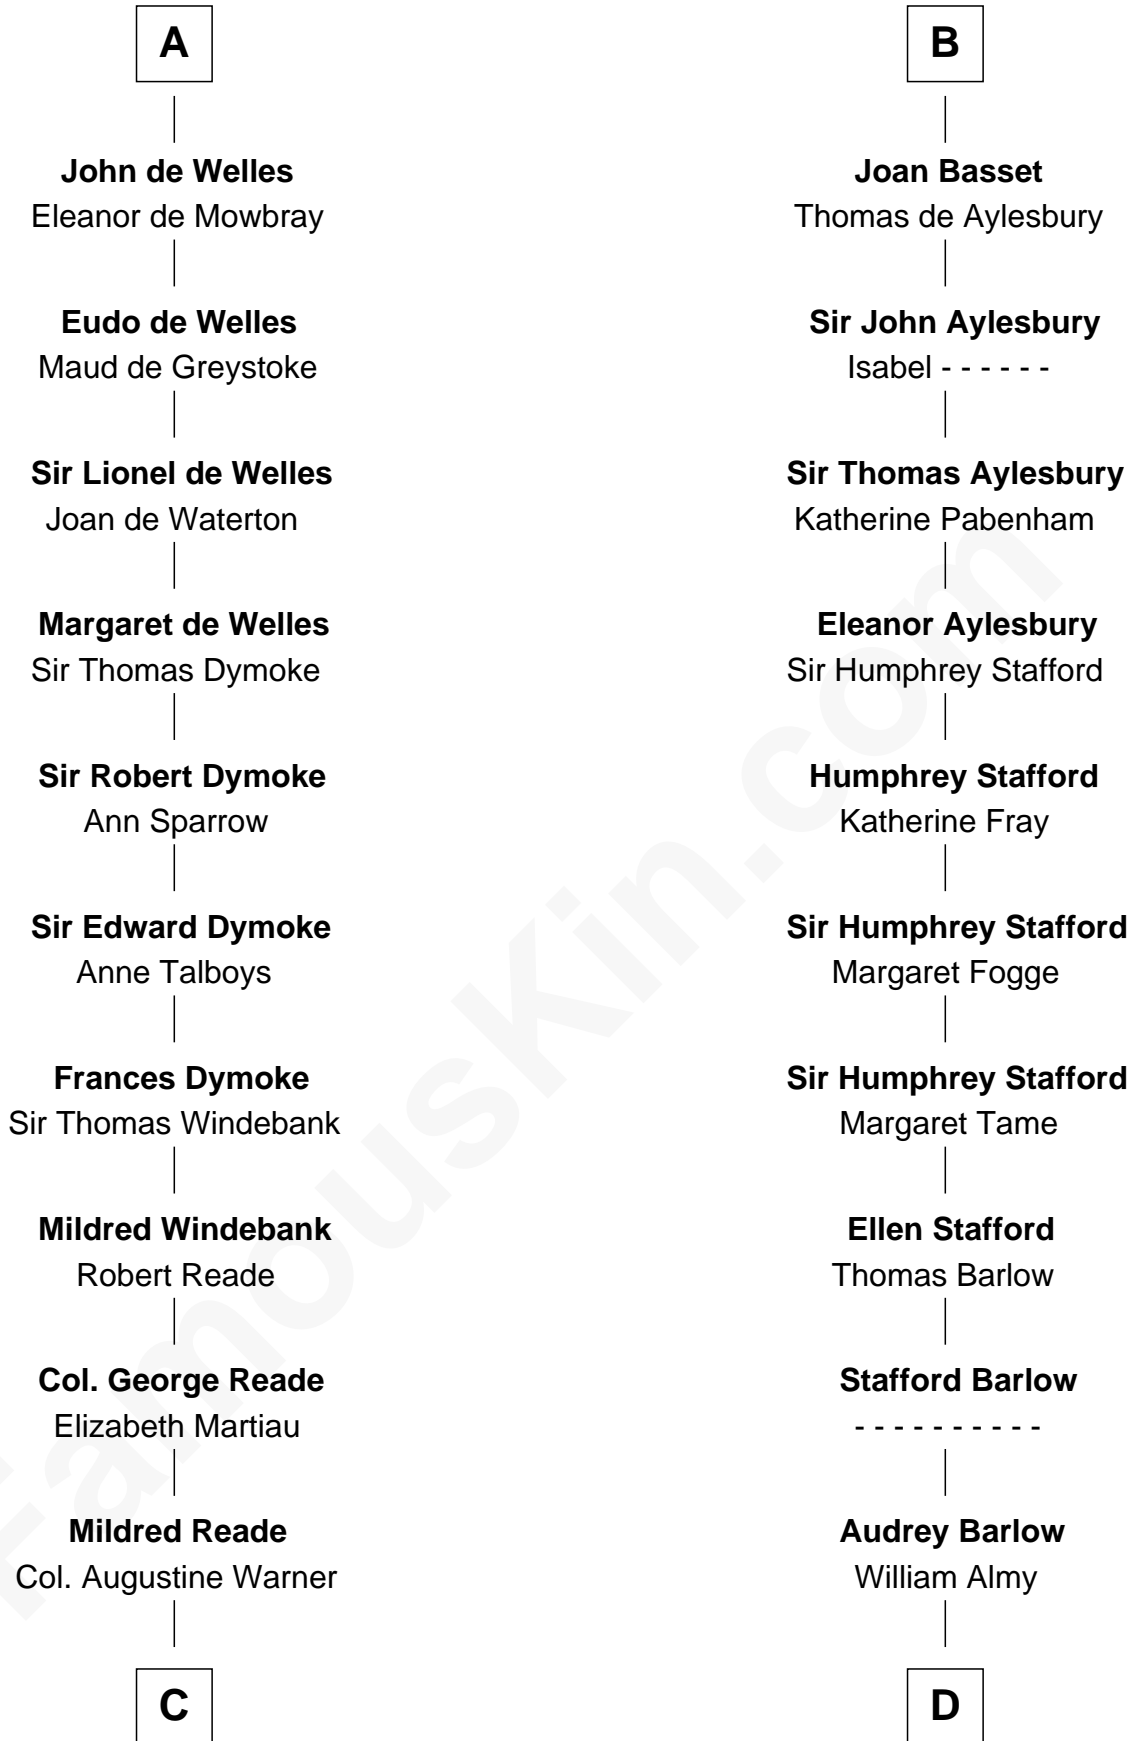 A
John de Welles
Eleanor de Mowbray
Eudo de Welles
Maud de Greystoke
Sir Lionel de Welles
Joan de Waterton
Margaret de Welles
Sir Thomas Dymoke
Sir Robert Dymoke
Ann Sparrow
Sir Edward Dymoke
Anne Talboys
Frances Dymoke
Sir Thomas Windebank
Mildred Windebank
Robert Reade
Col. George Reade
Elizabeth Martiau
Mildred Reade
Col. Augustine Warner
C
B
Joan Basset
Thomas de Aylesbury
Sir John Aylesbury
Isabel - - - - - -
Sir Thomas Aylesbury
Katherine Pabenham
Eleanor Aylesbury
Sir Humphrey Stafford
Humphrey Stafford
Katherine Fray
Sir Humphrey Stafford
Margaret Fogge
Sir Humphrey Stafford
Margaret Tame
Ellen Stafford
Thomas Barlow
Stafford Barlow
- - - - - - - - - -
Audrey Barlow
William Almy
D
FamousKin.com